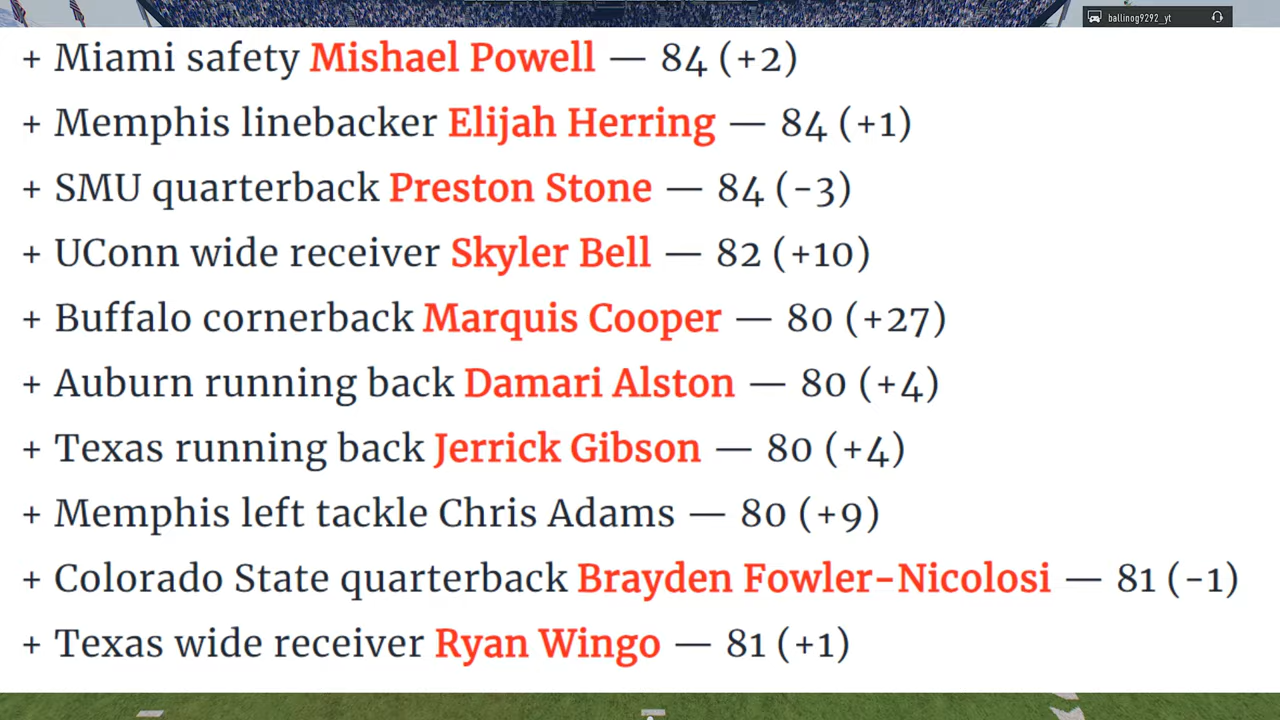 ballinog9292_yt
+ Miami safety Mishael Powell — 84 (+2)
+ Memphis linebacker Elijah Herring — 84 (+1)
+ SMU quarterback Preston Stone — 84 (-3)
+ UConn wide receiver Skyler Bell — 82 (+10)
+ Buffalo cornerback Marquis Cooper — 80 (+27)
+ Auburn running back Damari Alston — 80 (+4)
+ Texas running back Jerrick Gibson — 80 (+4)
+ Memphis left tackle Chris Adams — 80 (+9)
+ Colorado State quarterback Brayden Fowler-Nicolosi — 81 (-1)
+ Texas wide receiver Ryan Wingo — 81 (+1)